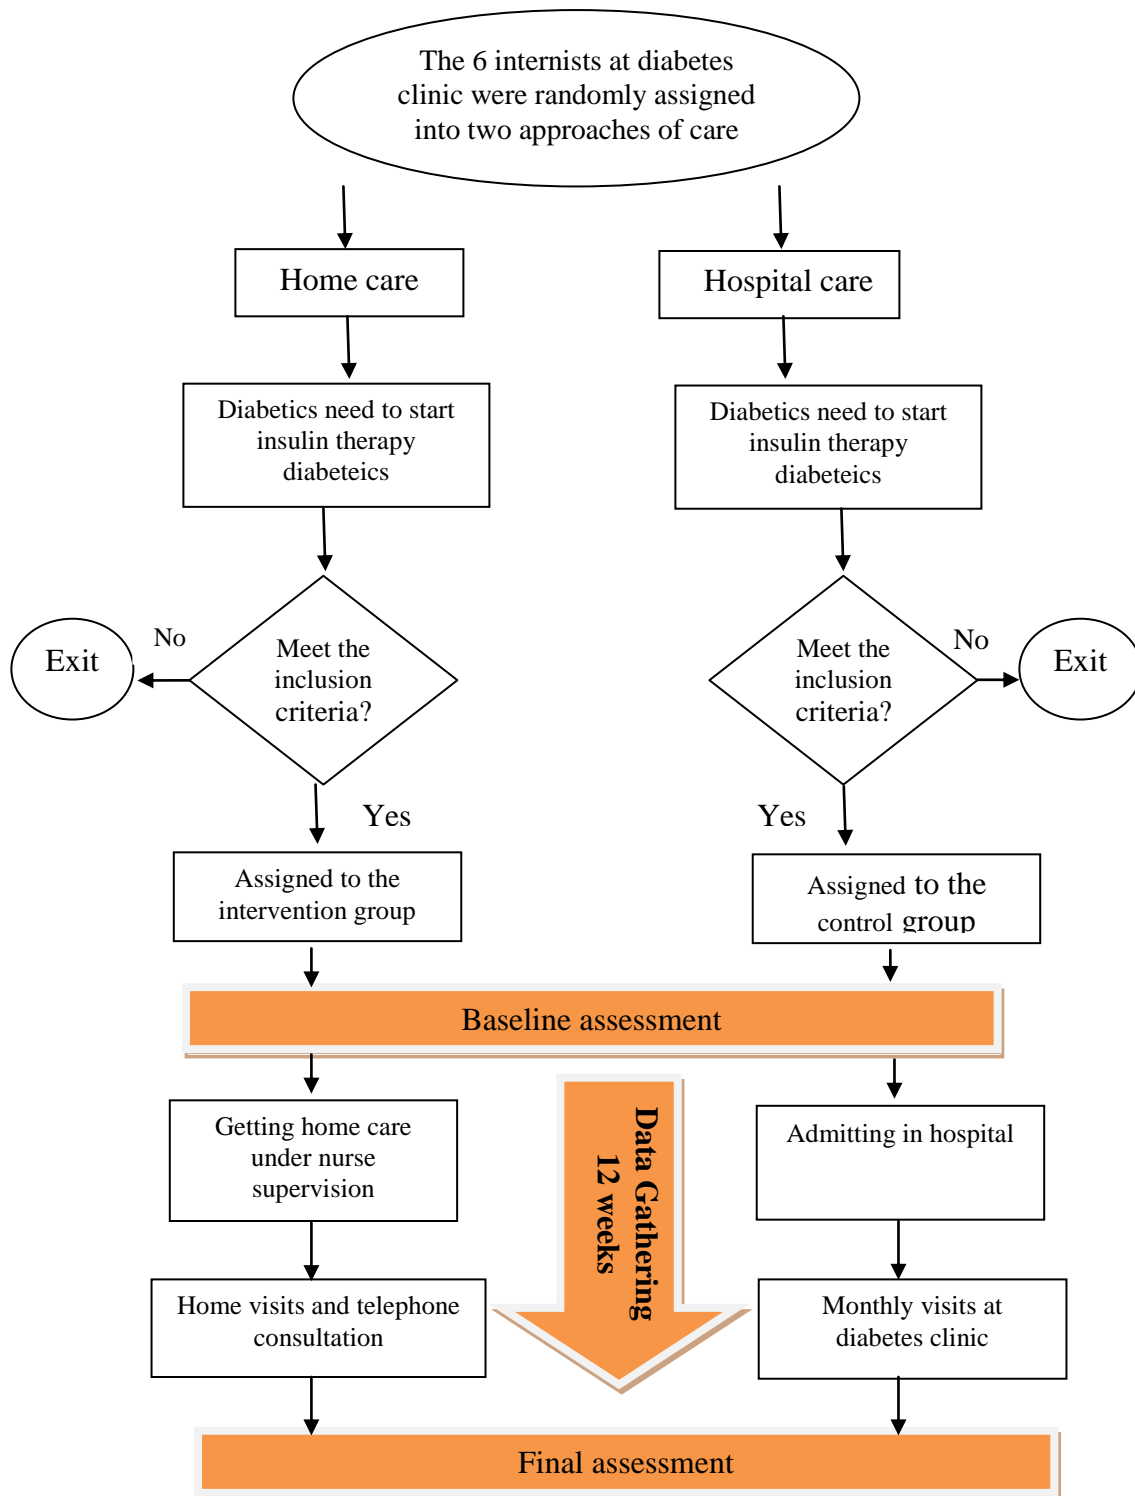 The 6 internists at diabetes
clinic were randomly assigned
into two approaches of care
Home care
Hospital care
Diabetics need to start
insulin therapy
diabeteics
Diabetics need to start
insulin therapy
diabeteics
Exit
No
Meet the
inclusion
criteria?
Meet the
inclusion
criteria?
No
Exit
Yes
Yes
Assigned to the
intervention group
Assigned to the
control group
Baseline assessment
Getting home care
under nurse
supervision
Data Gathering
12 weeks
Admitting in hospital
Home visits and telephone
consultation
Monthly visits at
diabetes clinic
Final assessment